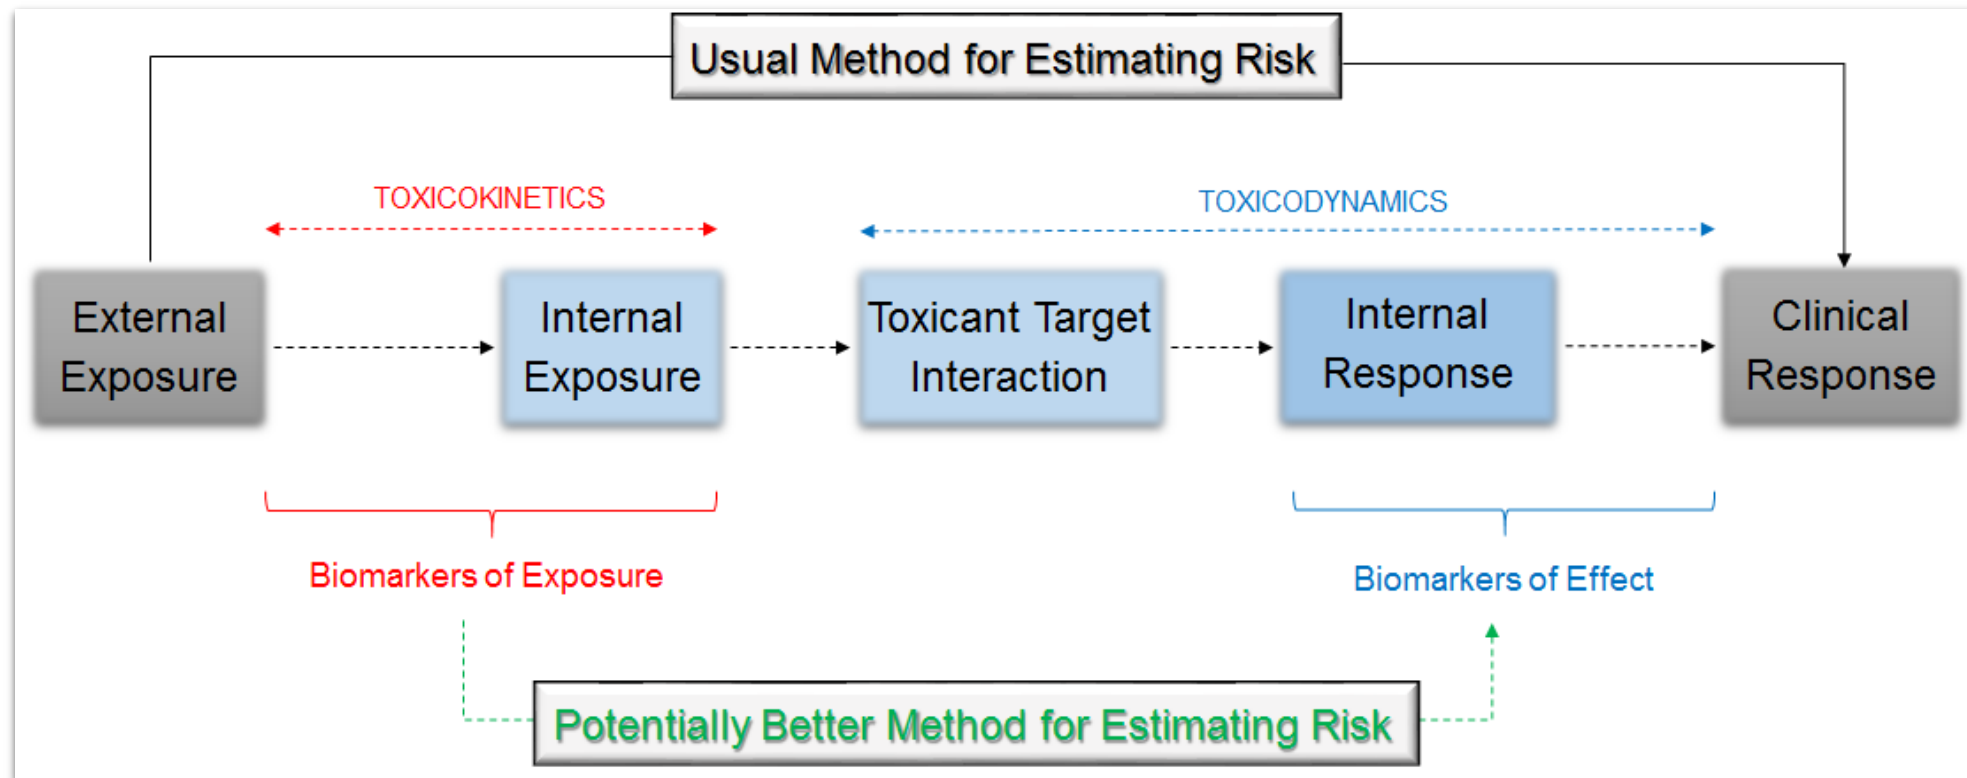 Usual Method for Estimating Risk
TOXICOKINETICS
TOXICODYNAMICS
External
Exposure
Internal
Exposure
Toxicant Target
Interaction
Internal
Response
Clinical
Response
Biomarkers of Exposure
Biomarkers of Effect
Potentially Better Method for Estimating Risk